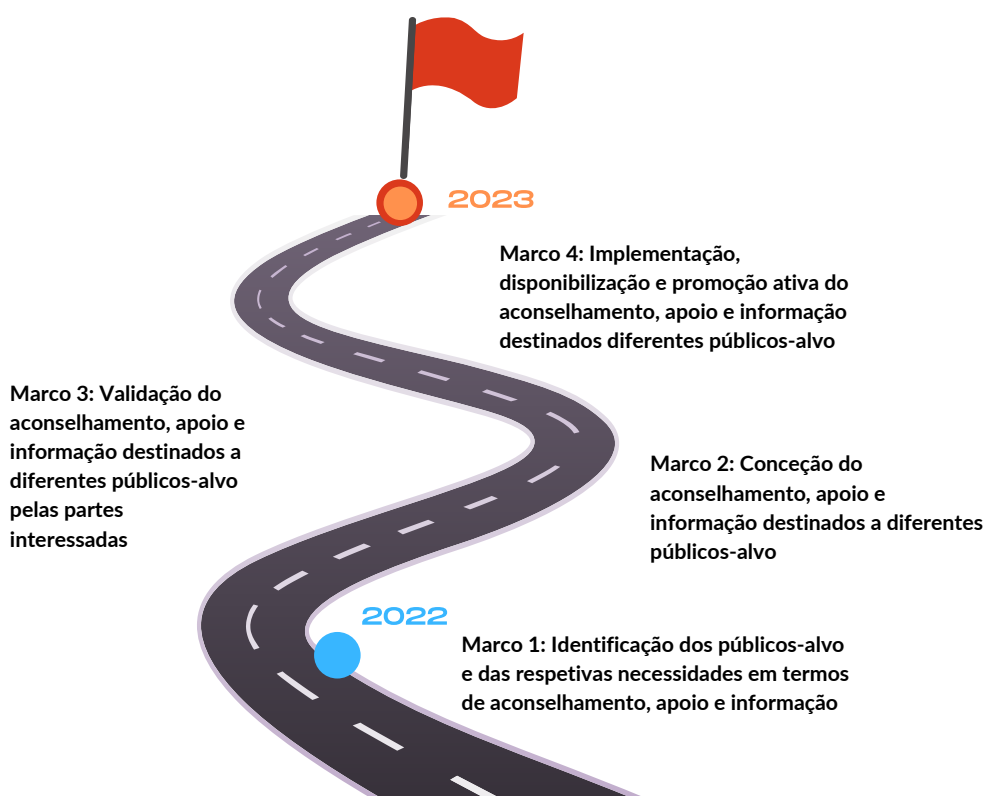 2023
Marco 4: Implementação,
disponibilização e promoção ativa do
aconselhamento, apoio e informação
destinados diferentes públicos-alvo
Marco 3: Validação do
aconselhamento, apoio e
informação destinados a
diferentes públicos-alvo
pelas partes
interessadas
Marco 2: Conceção do
aconselhamento, apoio e
informação destinados a diferentes
públicos-alvo
2022
Marco 1: Identificação dos públicos-alvo
e das respetivas necessidades em termos
de aconselhamento, apoio e informação